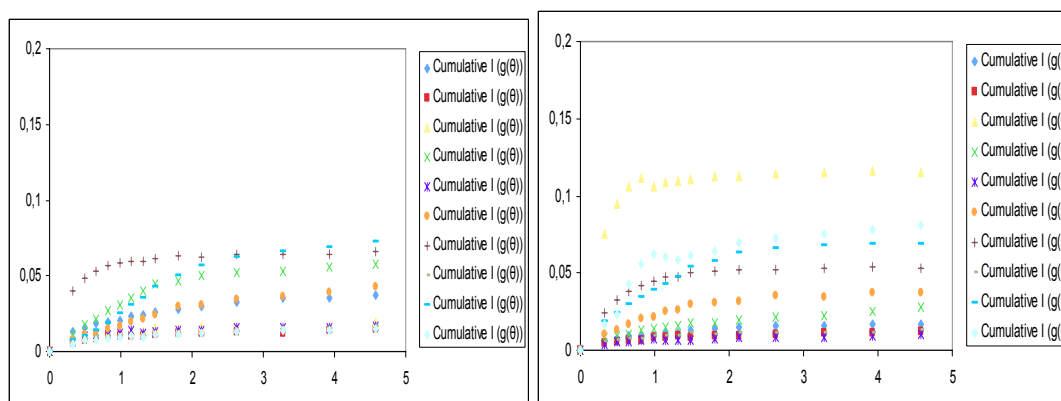 0,2
0,15
0,1
0,05
0
0 1 2 3 4 5
Cumulative I (g(θ))
Cumulative I (g(θ))
Cumulative I (g(θ))
Cumulative I (g(θ))
Cumulative I (g(θ))
Cumulative I (g(θ))
Cumulative I (g(θ))
Cumulative I (g(θ))
Cumulative I (g(θ))
Cumulative I (g(θ))
0,2
0,15
0,1
0,05
0
0 1 2 3 4 5
Cumulative I (g(
Cumulative I (g(
Cumulative I (g(
Cumulative I (g(
Cumulative I (g(
Cumulative I (g(
Cumulative I (g(
Cumulative I (g(
Cumulative I (g(
Cumulative I (g(